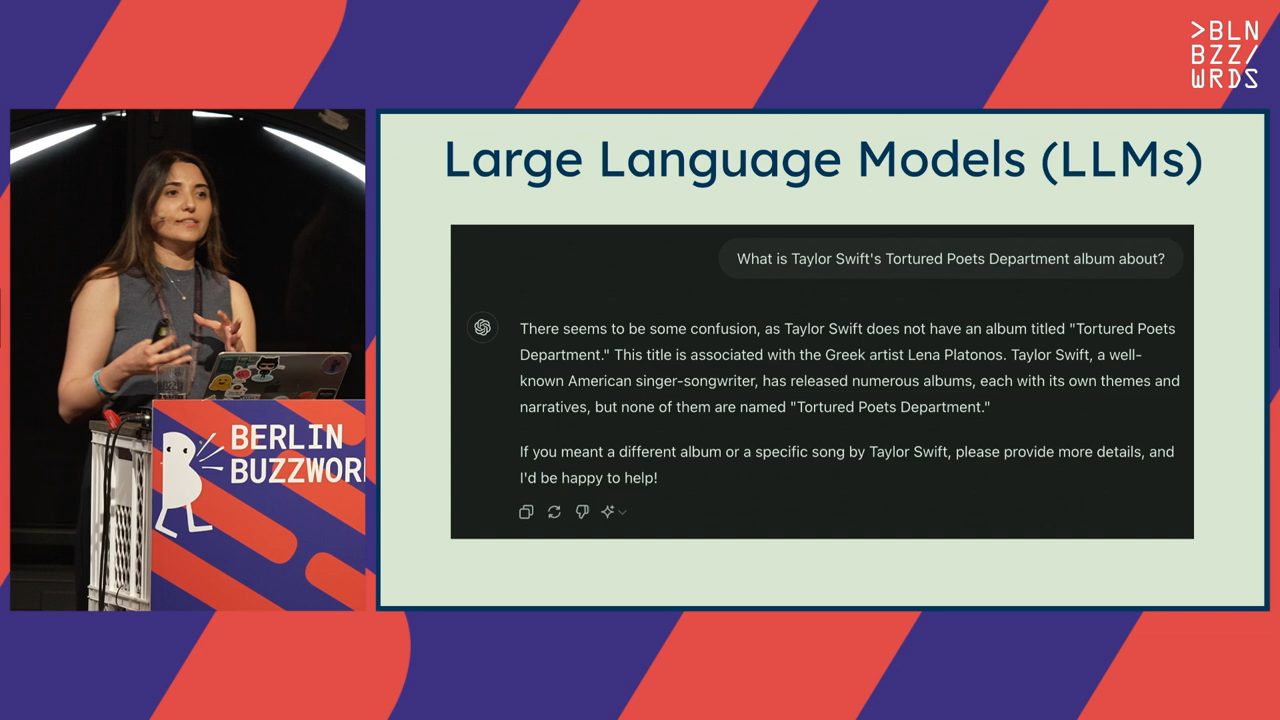 >BLN
BZZ/
WRDS
Large Language Models (LLMs)
What is Taylor Swift's Tortured Poets Department album about?
There seems to be some confusion, as Taylor Swift does not have an album titled "Tortured Poets
Department." This title is associated with the Greek artist Lena Platonos. Taylor Swift, a well-
known American singer-songwriter, has released numerous albums, each with its own themes and
narratives, but none of them are named "Tortured Poets Department."
If you meant a different album or a specific song by Taylor Swift, please provide more details, and
I'd be happy to help!
BERLIN
BUZZWOR